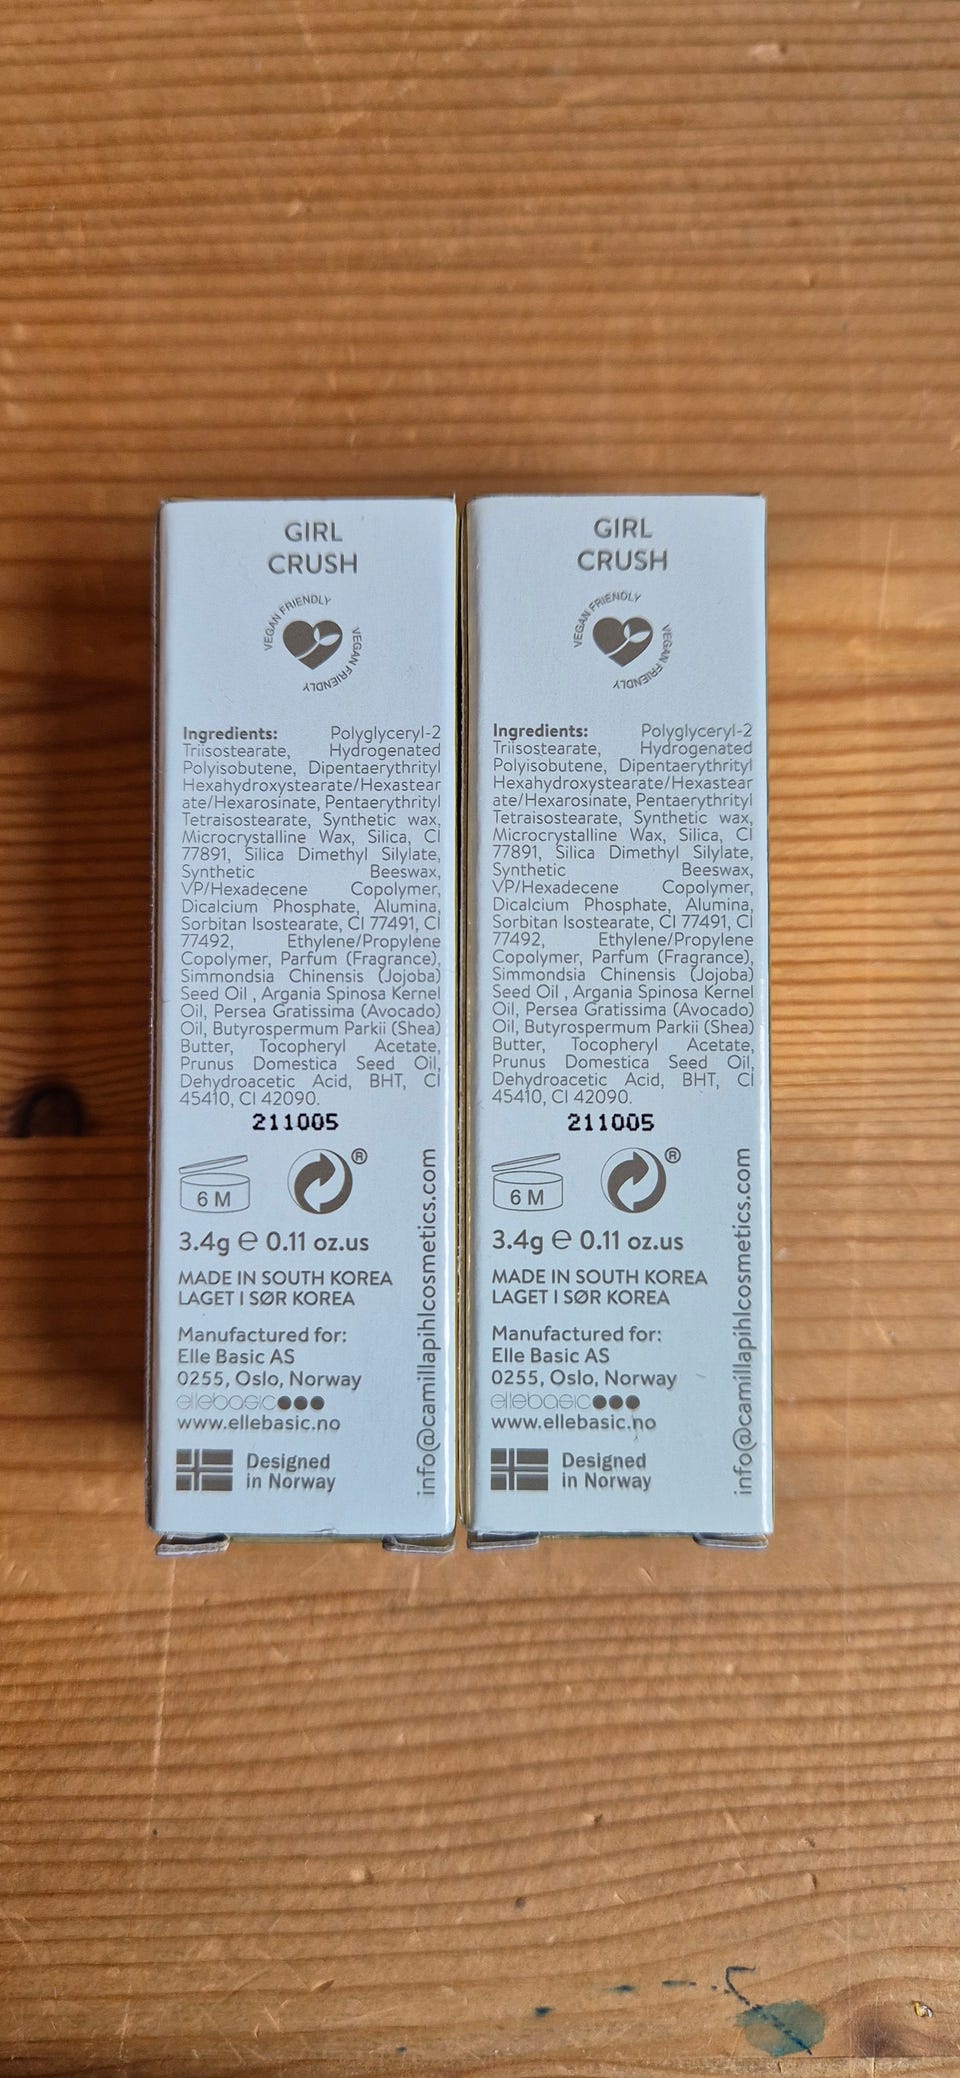 GIRL
CRUSH
VEGAN FRIENDLY
VEGAN FRIENDLY
Ingredients: Polyglyceryl-2
Triisostearate, Hydrogenated
Polyisobutene, Dipentaerythrityl
Hexahydroxystearate/Hexastear
ate/Hexarosinate, Pentaerythrityl
Tetraisostearate, Synthetic wax,
Microcrystalline Wax, Silica, CI
77891, Silica Dimethyl Silylate,
Synthetic Beeswax,
VP/Hexadecene Copolymer,
Dicalcium Phosphate, Alumina,
Sorbitan Isostearate, CI 77491, CI
77492, Ethylene/Propylene
Copolymer, Parfum (Fragrance),
Simmondsia Chinensis (Jojoba)
Seed Oil , Argania Spinosa Kernel
Oil, Persea Gratissima (Avocado)
Oil, Butyrospermum Parkii (Shea)
Butter, Tocopheryl Acetate,
Prunus Domestica Seed Oil,
Dehydroacetic Acid, BHT, CI
45410, CI 42090.
211005
6 M
®
3.4g ℮ 0.11 oz.us
MADE IN SOUTH KOREA
LAGET I SØR KOREA
Manufactured for:
Elle Basic AS
0255, Oslo, Norway
ellebasic
www.ellebasic.no
Designed
in Norway
info@camillapihlcosmetics.com
GIRL
CRUSH
VEGAN FRIENDLY
VEGAN FRIENDLY
Ingredients: Polyglyceryl-2
Triisostearate, Hydrogenated
Polyisobutene, Dipentaerythrityl
Hexahydroxystearate/Hexastear
ate/Hexarosinate, Pentaerythrityl
Tetraisostearate, Synthetic wax,
Microcrystalline Wax, Silica, CI
77891, Silica Dimethyl Silylate,
Synthetic Beeswax,
VP/Hexadecene Copolymer,
Dicalcium Phosphate, Alumina,
Sorbitan Isostearate, CI 77491, CI
77492, Ethylene/Propylene
Copolymer, Parfum (Fragrance),
Simmondsia Chinensis (Jojoba)
Seed Oil , Argania Spinosa Kernel
Oil, Persea Gratissima (Avocado)
Oil, Butyrospermum Parkii (Shea)
Butter, Tocopheryl Acetate,
Prunus Domestica Seed Oil,
Dehydroacetic Acid, BHT, CI
45410, CI 42090.
211005
6 M
®
3.4g ℮ 0.11 oz.us
MADE IN SOUTH KOREA
LAGET I SØR KOREA
Manufactured for:
Elle Basic AS
0255, Oslo, Norway
ellebasic
www.ellebasic.no
Designed
in Norway
info@camillapihlcosmetics.com